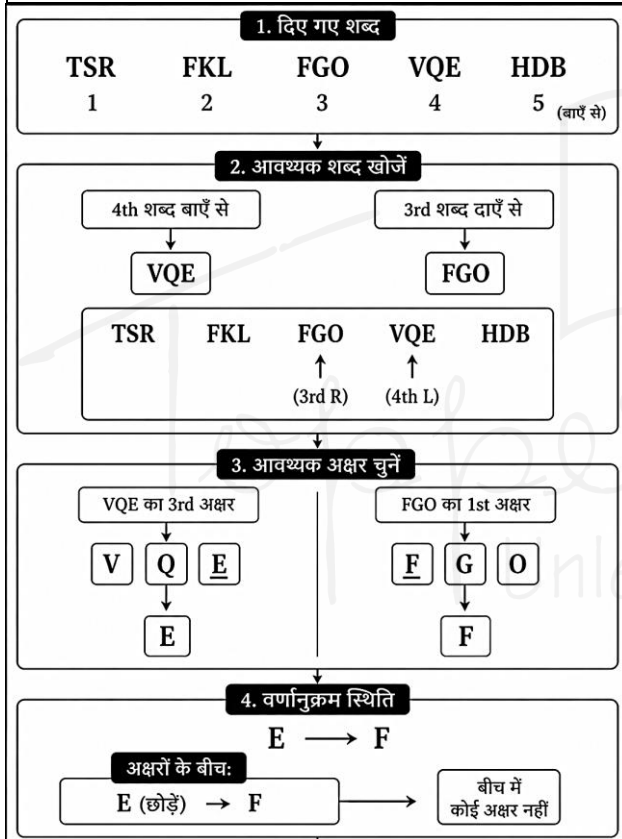 1. दिए गए शब्द
TSR FKL FGO VQE HDB
1 2 3 4 5 (बाएँ से)
2. आवथ्यक शब्द खोजें
4th शब्द बाएँ से 3rd शब्द दाएँ से
VQE FGO
TSR FKL FGO VQE HDB
(3rd R) (4th L)
3. आवथ्यक अक्षर चुनें
VQE का 3rd अक्षर FGO का 1st अक्षर
V Q E F G O
E F
4. वर्णानुक्रम स्थिति
E → F
अक्षरों के बीच:
E (छोड़ें) → F बीच में
कोई अक्षर नहीं